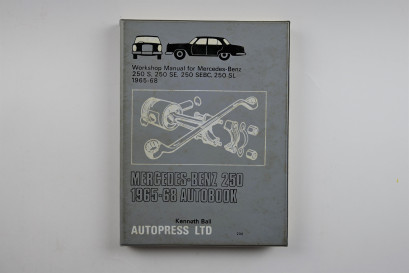 Workshop Manual for Mercedes-Benz
250 S, 250 SE, 250 SEBC, 250 SL
1965-68
MERCEDES-BENZ 250
1965-68 AUTOBOOK
Kenneth Ball
AUTOPRESS LTD